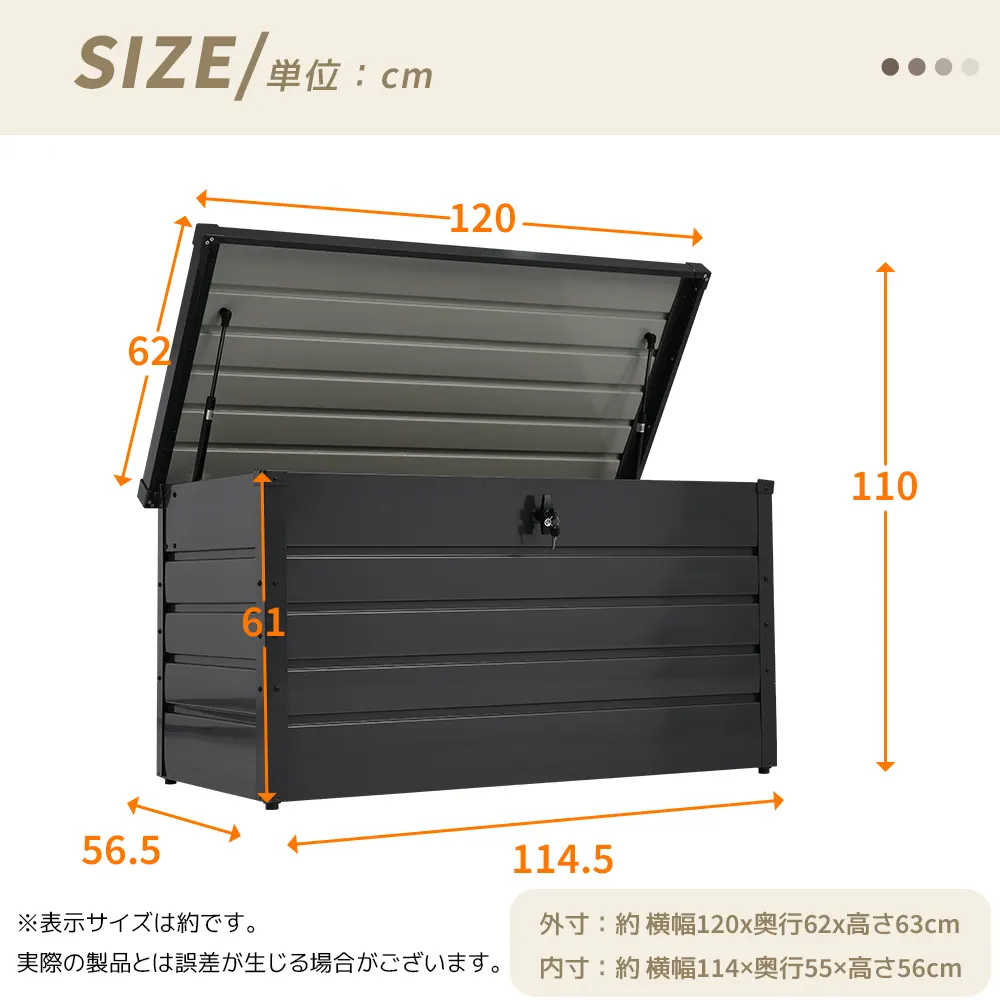 SIZE/単位：cm
120
62
110
61
56.5
114.5
※表示サイズは約です。
実際の製品とは誤差が生じる場合がございます。
外寸：約 横幅120x奥行62x高さ63cm
内寸：約 横幅114×奥行55×高さ56cm